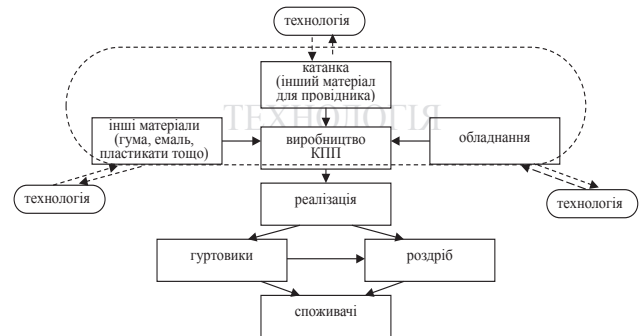 технологія
катанка
(інший матеріал
для провідника)
ТЕХНОЛОГІЯ
інші матеріали
(гума, емаль,
пластикати тощо)
виробництво
КПП
обладнання
технологія
технологія
реалізація
гуртовики
роздріб
споживачі